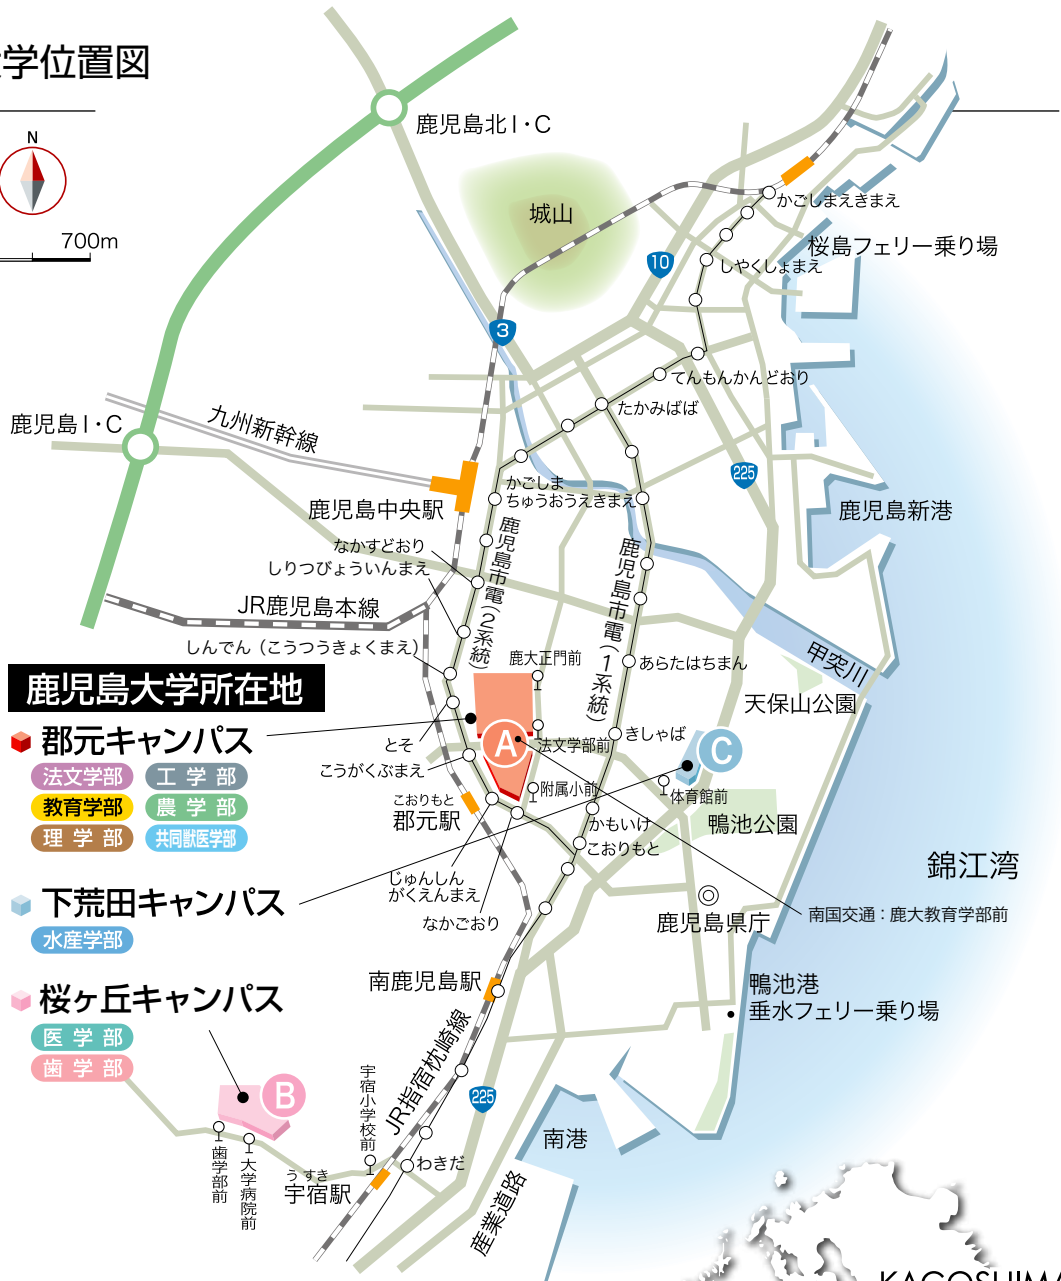 学位置図
N
700m
鹿児島北I・C
城山
かごしまえきまえ
桜島フェリー乗り場
10
しやくしょまえ
3
てんもんかんどおり
たかみばば
鹿児島I・C
九州新幹線
225
かごしま
ちゅうおうえきまえ
鹿児島中央駅
鹿児島新港
なかすどおり
しりつびょういんまえ
鹿児島市電(2系統)
鹿児島市電(1系統)
JR鹿児島本線
しんでん(こうつうきょくまえ)
鹿大正門前
あらたはちまん
甲突川
天保山公園
鹿児島大学所在地
郡元キャンパス
法文学部
工学部
教育学部
農学部
理学部
共同獣医学部
とそ
A
法文学部前
きしゃば
C
こうがくぶまえ
附属小前
体育館前
こおりもと
郡元駅
かもいけ
鴨池公園
こおりもと
錦江湾
じゅんしん
がくえんまえ
下荒田キャンパス
水産学部
なかごおり
鹿児島県庁
南国交通:鹿大教育学部前
南鹿児島駅
鴨池港
垂水フェリー乗り場
桜ヶ丘キャンパス
医学部
歯学部
JR指宿枕崎線
B
225
宇宿小学校前
南港
歯学部前
大学病院前
わきだ
うすき
宇宿駅
産業道路
KAGOSHIMA